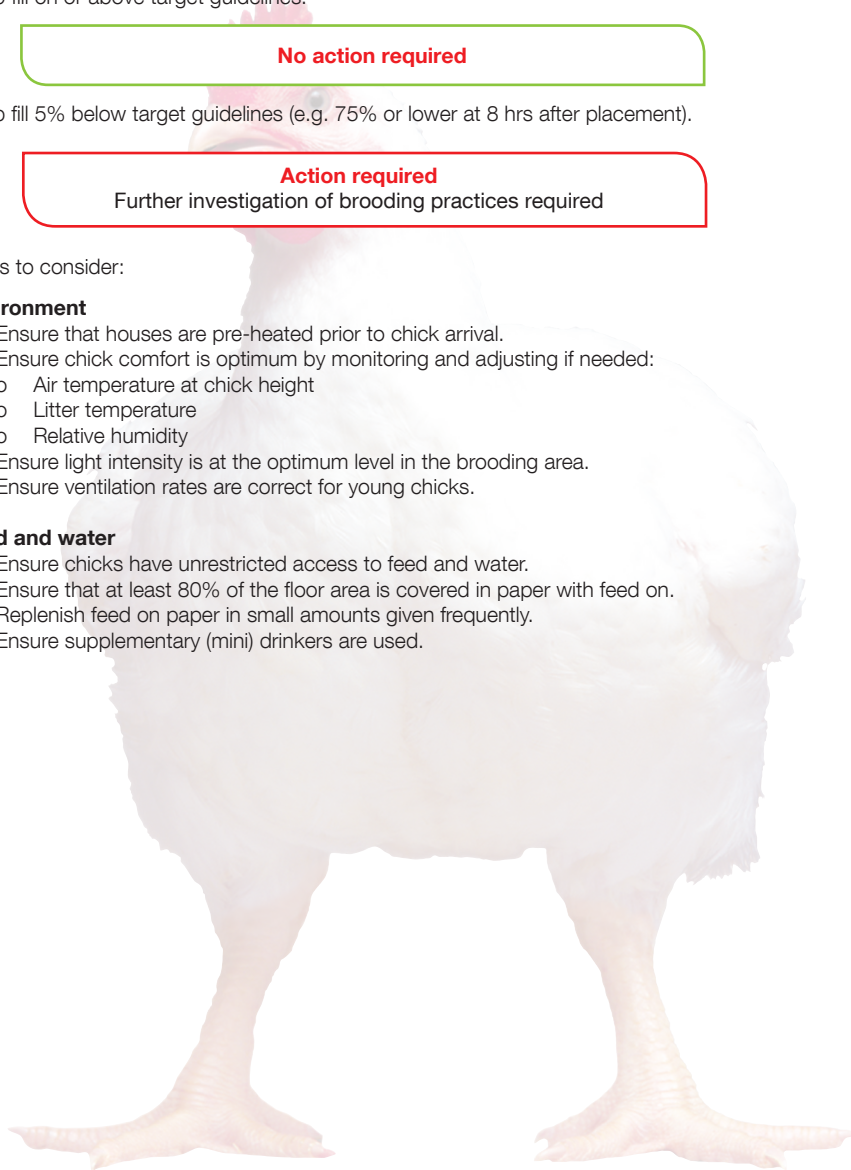 fill on or above target guidelines.
No action required
fill 5% below target guidelines (e.g. 75% or lower at 8 hrs after placement).
Action required
Further investigation of brooding practices required
s to consider:
ronment
Ensure that houses are pre-heated prior to chick arrival.
Ensure chick comfort is optimum by monitoring and adjusting if needed:
o Air temperature at chick height
o Litter temperature
o Relative humidity
Ensure light intensity is at the optimum level in the brooding area.
Ensure ventilation rates are correct for young chicks.
d and water
Ensure chicks have unrestricted access to feed and water.
Ensure that at least 80% of the floor area is covered in paper with feed on.
Replenish feed on paper in small amounts given frequently.
Ensure supplementary (mini) drinkers are used.